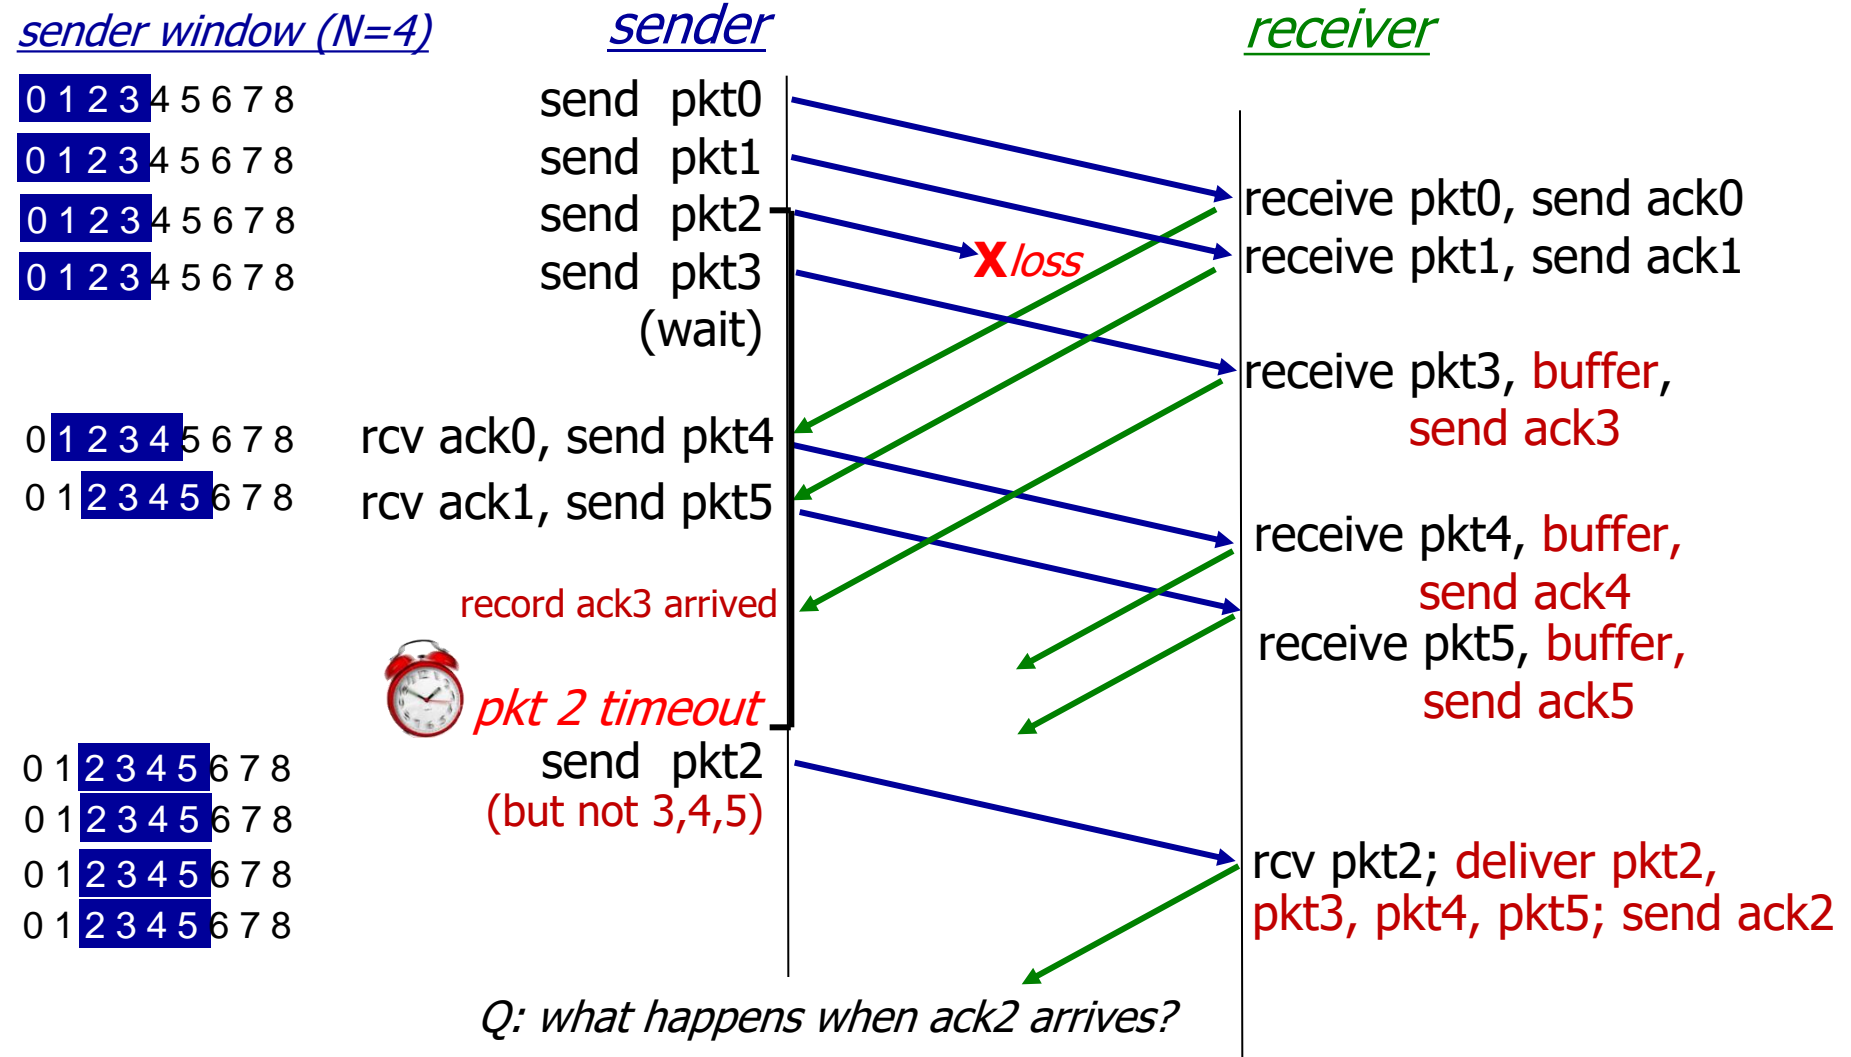 sender window (N=4)
sender
receiver
0 1 2 3 4 5 6 7 8
send pkt0
0 1 2 3 4 5 6 7 8
send pkt1
receive pkt0, send ack0
0 1 2 3 4 5 6 7 8
send pkt2
X loss
receive pkt1, send ack1
0 1 2 3 4 5 6 7 8
send pkt3
(wait)
receive pkt3, buffer,
send ack3
0 1 2 3 4 5 6 7 8
rcv ack0, send pkt4
0 1 2 3 4 5 6 7 8
rcv ack1, send pkt5
receive pkt4, buffer,
send ack4
record ack3 arrived
receive pkt5, buffer,
send ack5
pkt 2 timeout
0 1 2 3 4 5 6 7 8
send pkt2
0 1 2 3 4 5 6 7 8
(but not 3,4,5)
0 1 2 3 4 5 6 7 8
rcv pkt2; deliver pkt2,
0 1 2 3 4 5 6 7 8
pkt3, pkt4, pkt5; send ack2
Q: what happens when ack2 arrives?